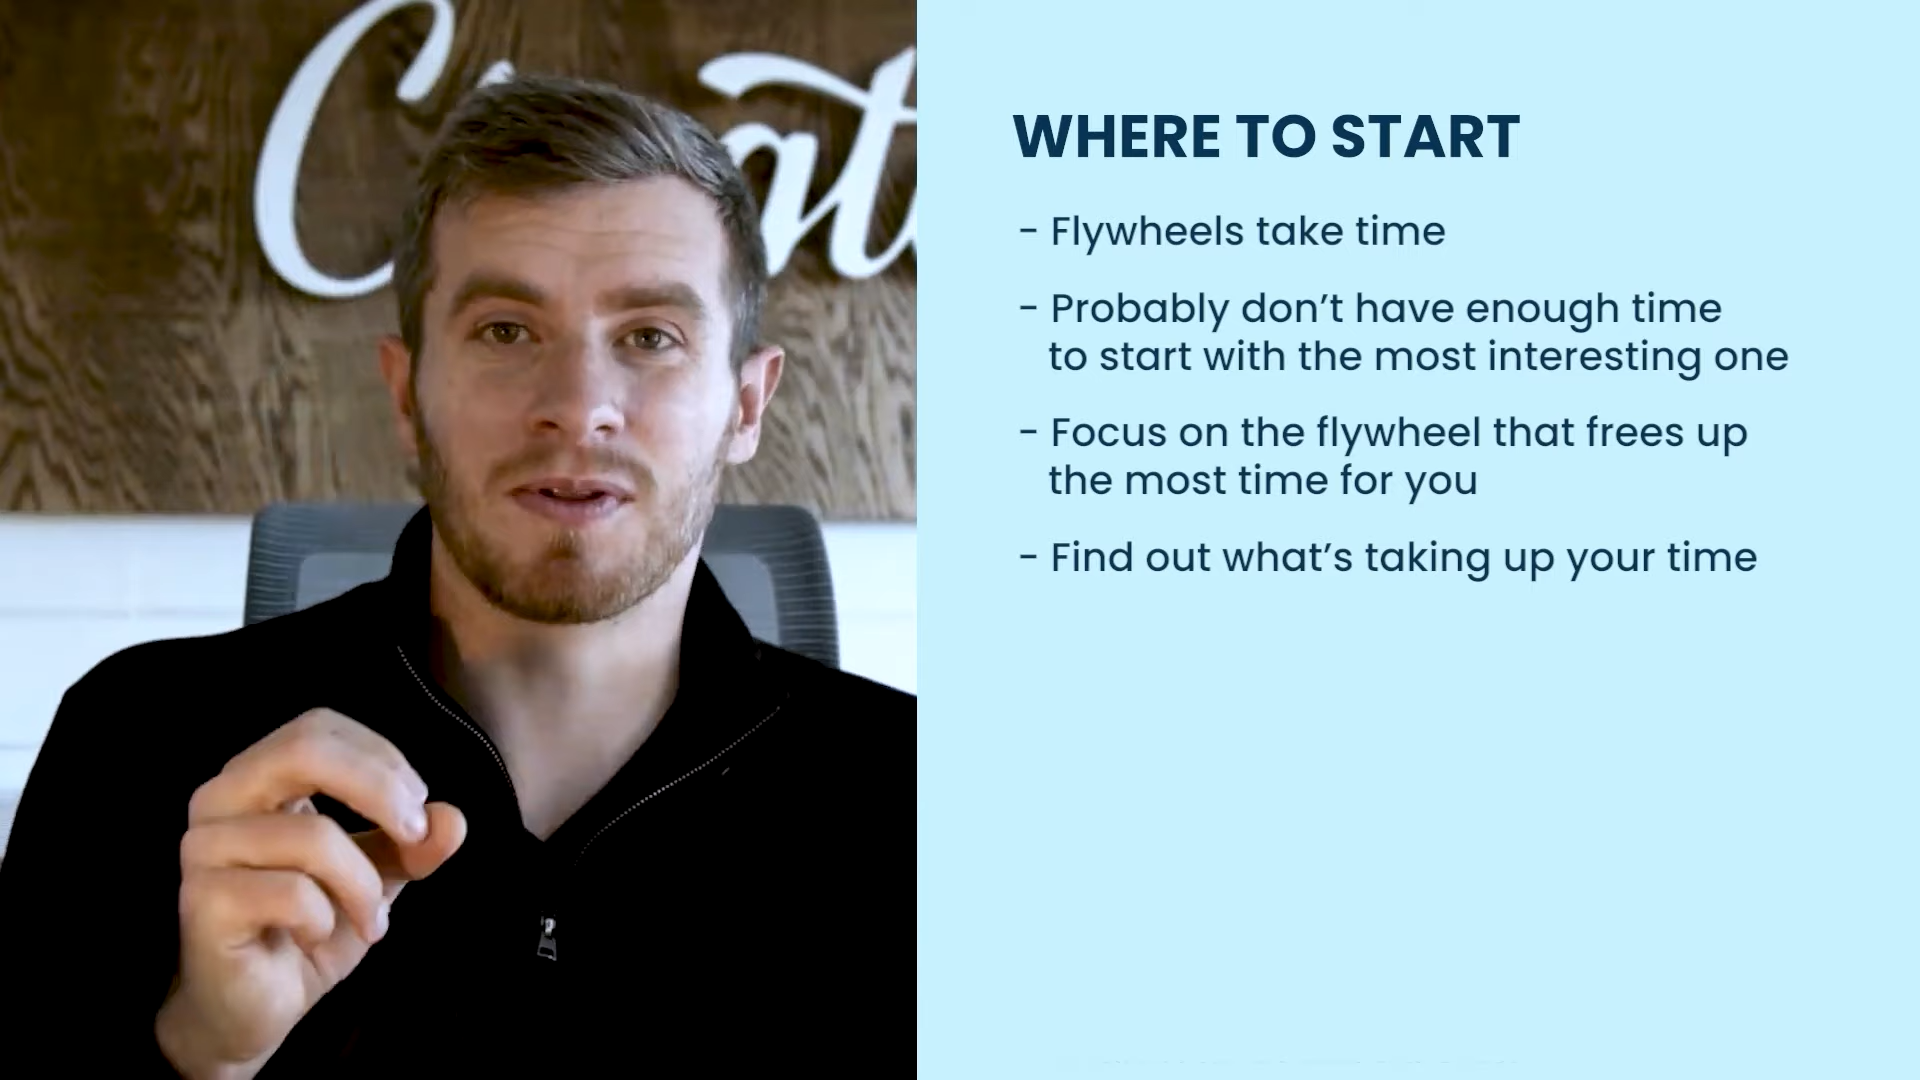 WHERE TO START
- Flywheels take time
- Probably don’t have enough time
to start with the most interesting one
- Focus on the flywheel that frees up
the most time for you
- Find out what’s taking up your time